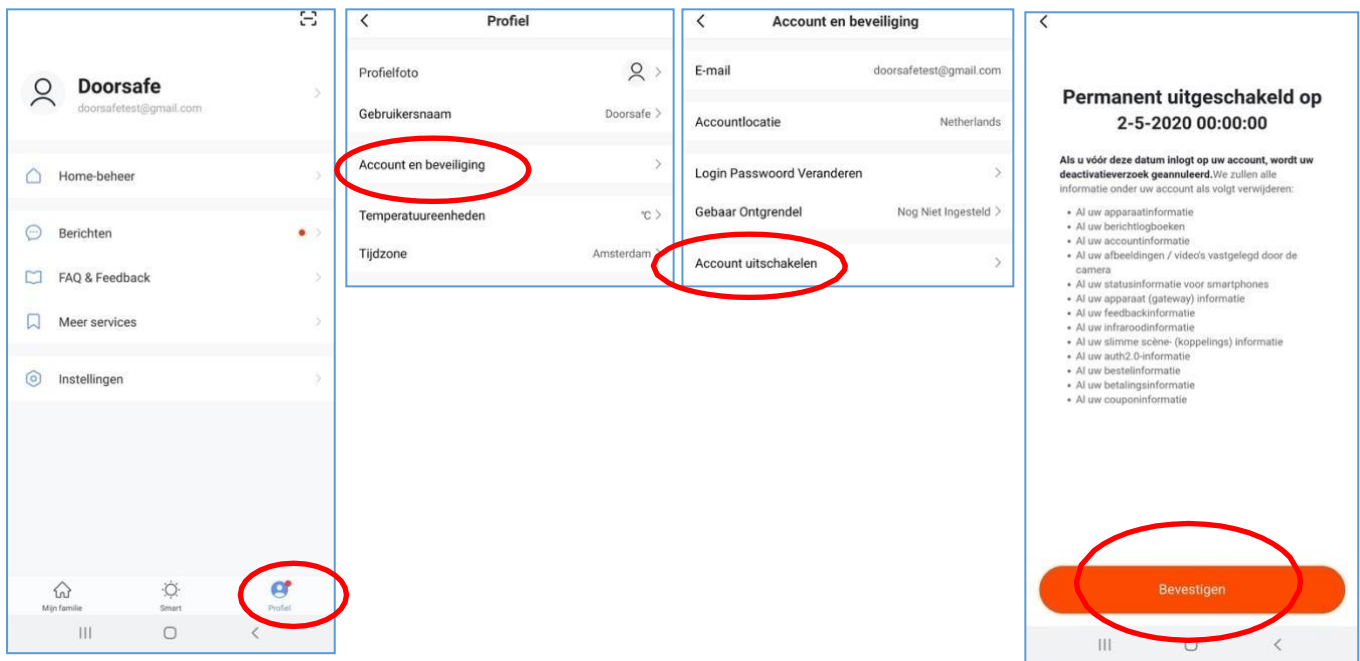 Doorsafe
doorsafetest@gmail.com
Home-beheer
Berichten
FAQ & Feedback
Meer services
Instellingen
Mijn familie
Smart
Profiel
Profiel
Profielfoto
Gebruikersnaam
Doorsafe
Account en beveiliging
Temperatuureenheden
°C
Tijdzone
Amsterdam
Account en beveiliging
E-mail
doorsafetest@gmail.com
Accountlocatie
Netherlands
Login Passwoord Veranderen
Gebaar Ontgrendel
Nog Niet Ingesteld
Account uitschakelen
Permanent uitgeschakeld op
2-5-2020 00:00:00
Als u vóór deze datum inlogt op uw account, wordt uw
deactivatieverzoek geannuleerd.We zullen alle
informatie onder uw account als volgt verwijderen:
• Al uw apparaatinformatie
• Al uw berichtlogboeken
• Al uw accountinformatie
• Al uw afbeeldingen / video's vastgelegd door de
camera
• Al uw statusinformatie voor smartphones
• Al uw apparaat (gateway) informatie
• Al uw feedbackinformatie
• Al uw infraroodinformatie
• Al uw slimme scène- (koppelings) informatie
• Al uw auth2.0-informatie
• Al uw bestelinformatie
• Al uw betalingsinformatie
• Al uw couponinformatie
Bevestigen